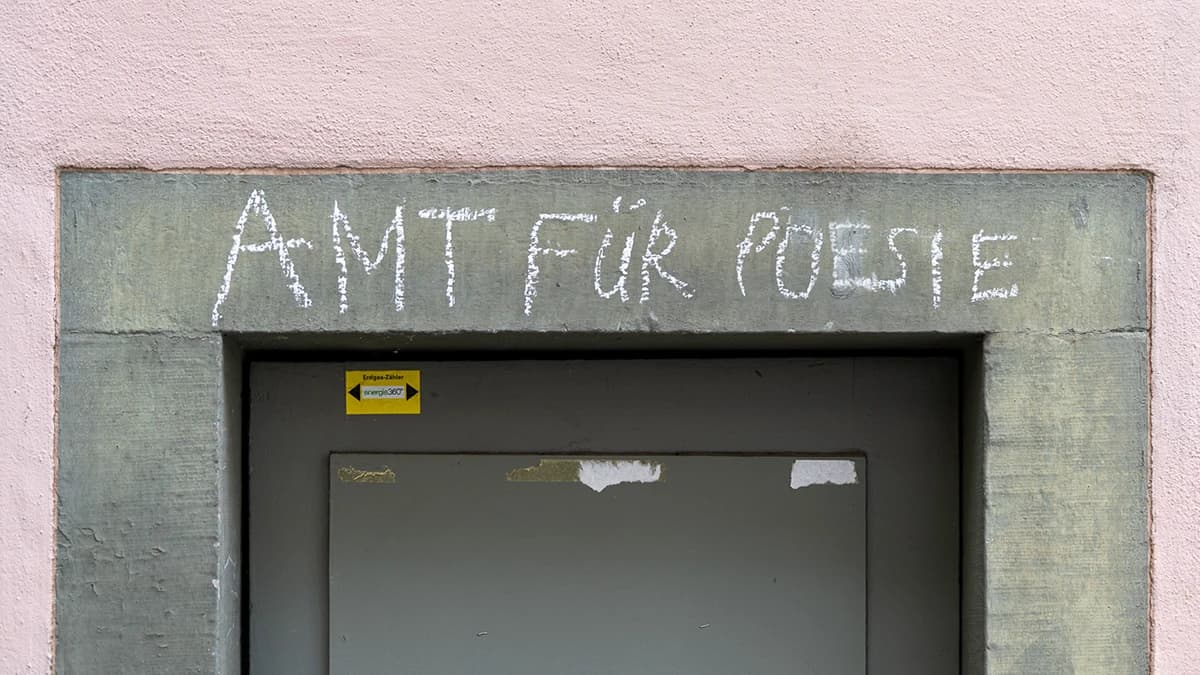 AMT FÜR POESIE
Erdgas-Zähler
energie360°